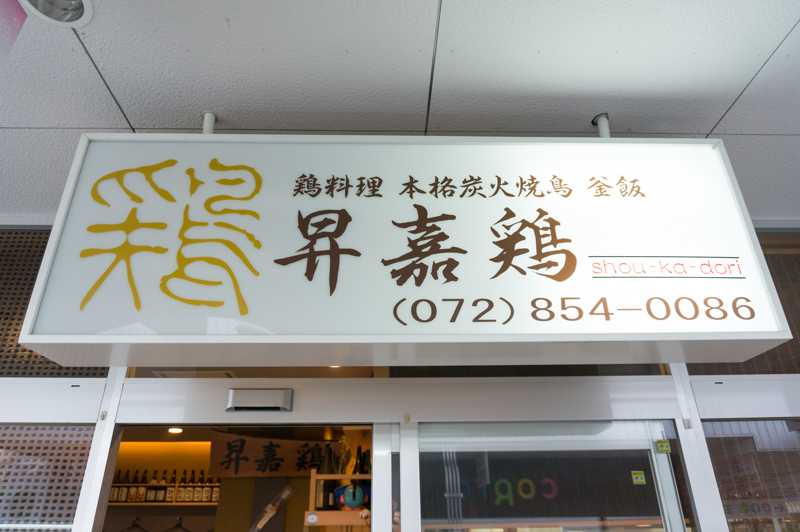 鶏
鶏料理 本格炭火焼鳥 釜飯
昇嘉鶏
shou-ka-dori
(072)854-0086
昇嘉鶏